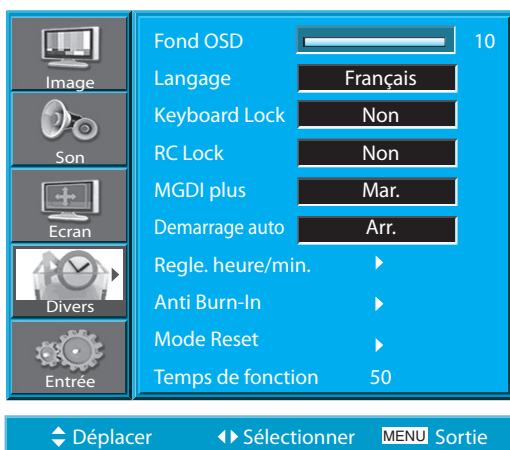 Image
Son
Ecran
Divers
Entrée
Fond OSD 10
Langage Français
Keyboard Lock Non
RC Lock Non
MGDI plus Mar.
Demarrage auto Arr.
Regle. heure/min.
Anti Burn-In
Mode Reset
Temps de fonction 50
Déplacer Sélectionner MENU Sortie